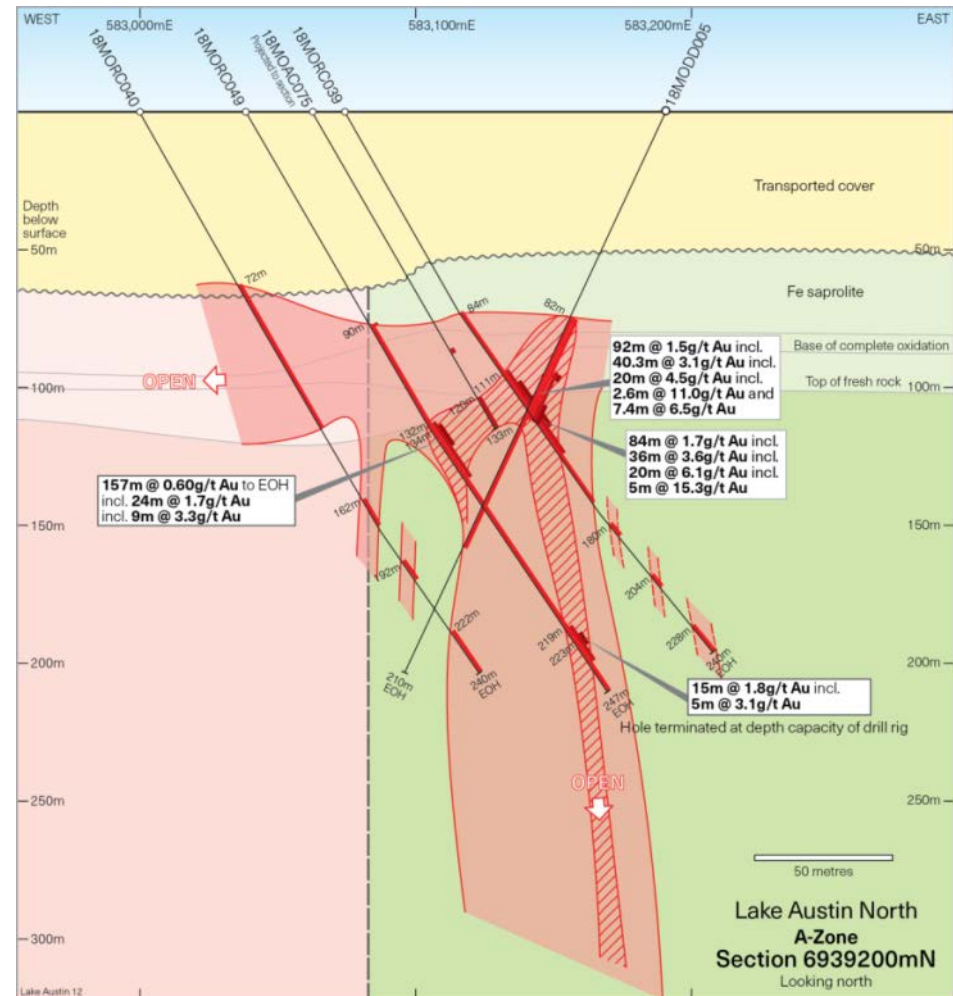 WEST
EAST
583,000mE
583,100mE
583,200mE
18MORC040
18MORC049
18MOAC075
Projected to section
18MORC039
18MODD005
Transported cover
Depth
below
surface
50m
50m
72m
Fe saprolite
84m
82m
90m
Base of complete oxidation
92m @ 1.5g/t Au incl.
40.3m @ 3.1g/t Au incl.
20m @ 4.5g/t Au incl.
2.6m @ 11.0g/t Au and
7.4m @ 6.5g/t Au
Top of fresh rock
100m
OPEN
111m
100m
120m
132m
134m
133m
84m @ 1.7g/t Au incl.
36m @ 3.6g/t Au incl.
20m @ 6.1g/t Au incl.
5m @ 15.3g/t Au
157m @ 0.60g/t Au to EOH
incl. 24m @ 1.7g/t Au
incl. 9m @ 3.3g/t Au
162m
150m
180m
150m
192m
204m
222m
219m
223m
228m
200m
210m
EOH
240m
EOH
247m
EOH
240m
EOH
200m
15m @ 1.8g/t Au incl.
5m @ 3.1g/t Au
Hole terminated at depth capacity of drill rig
OPEN
250m
250m
50 metres
Lake Austin North
A-Zone
Section 6939200mN
Looking north
300m
Lake Austin 12